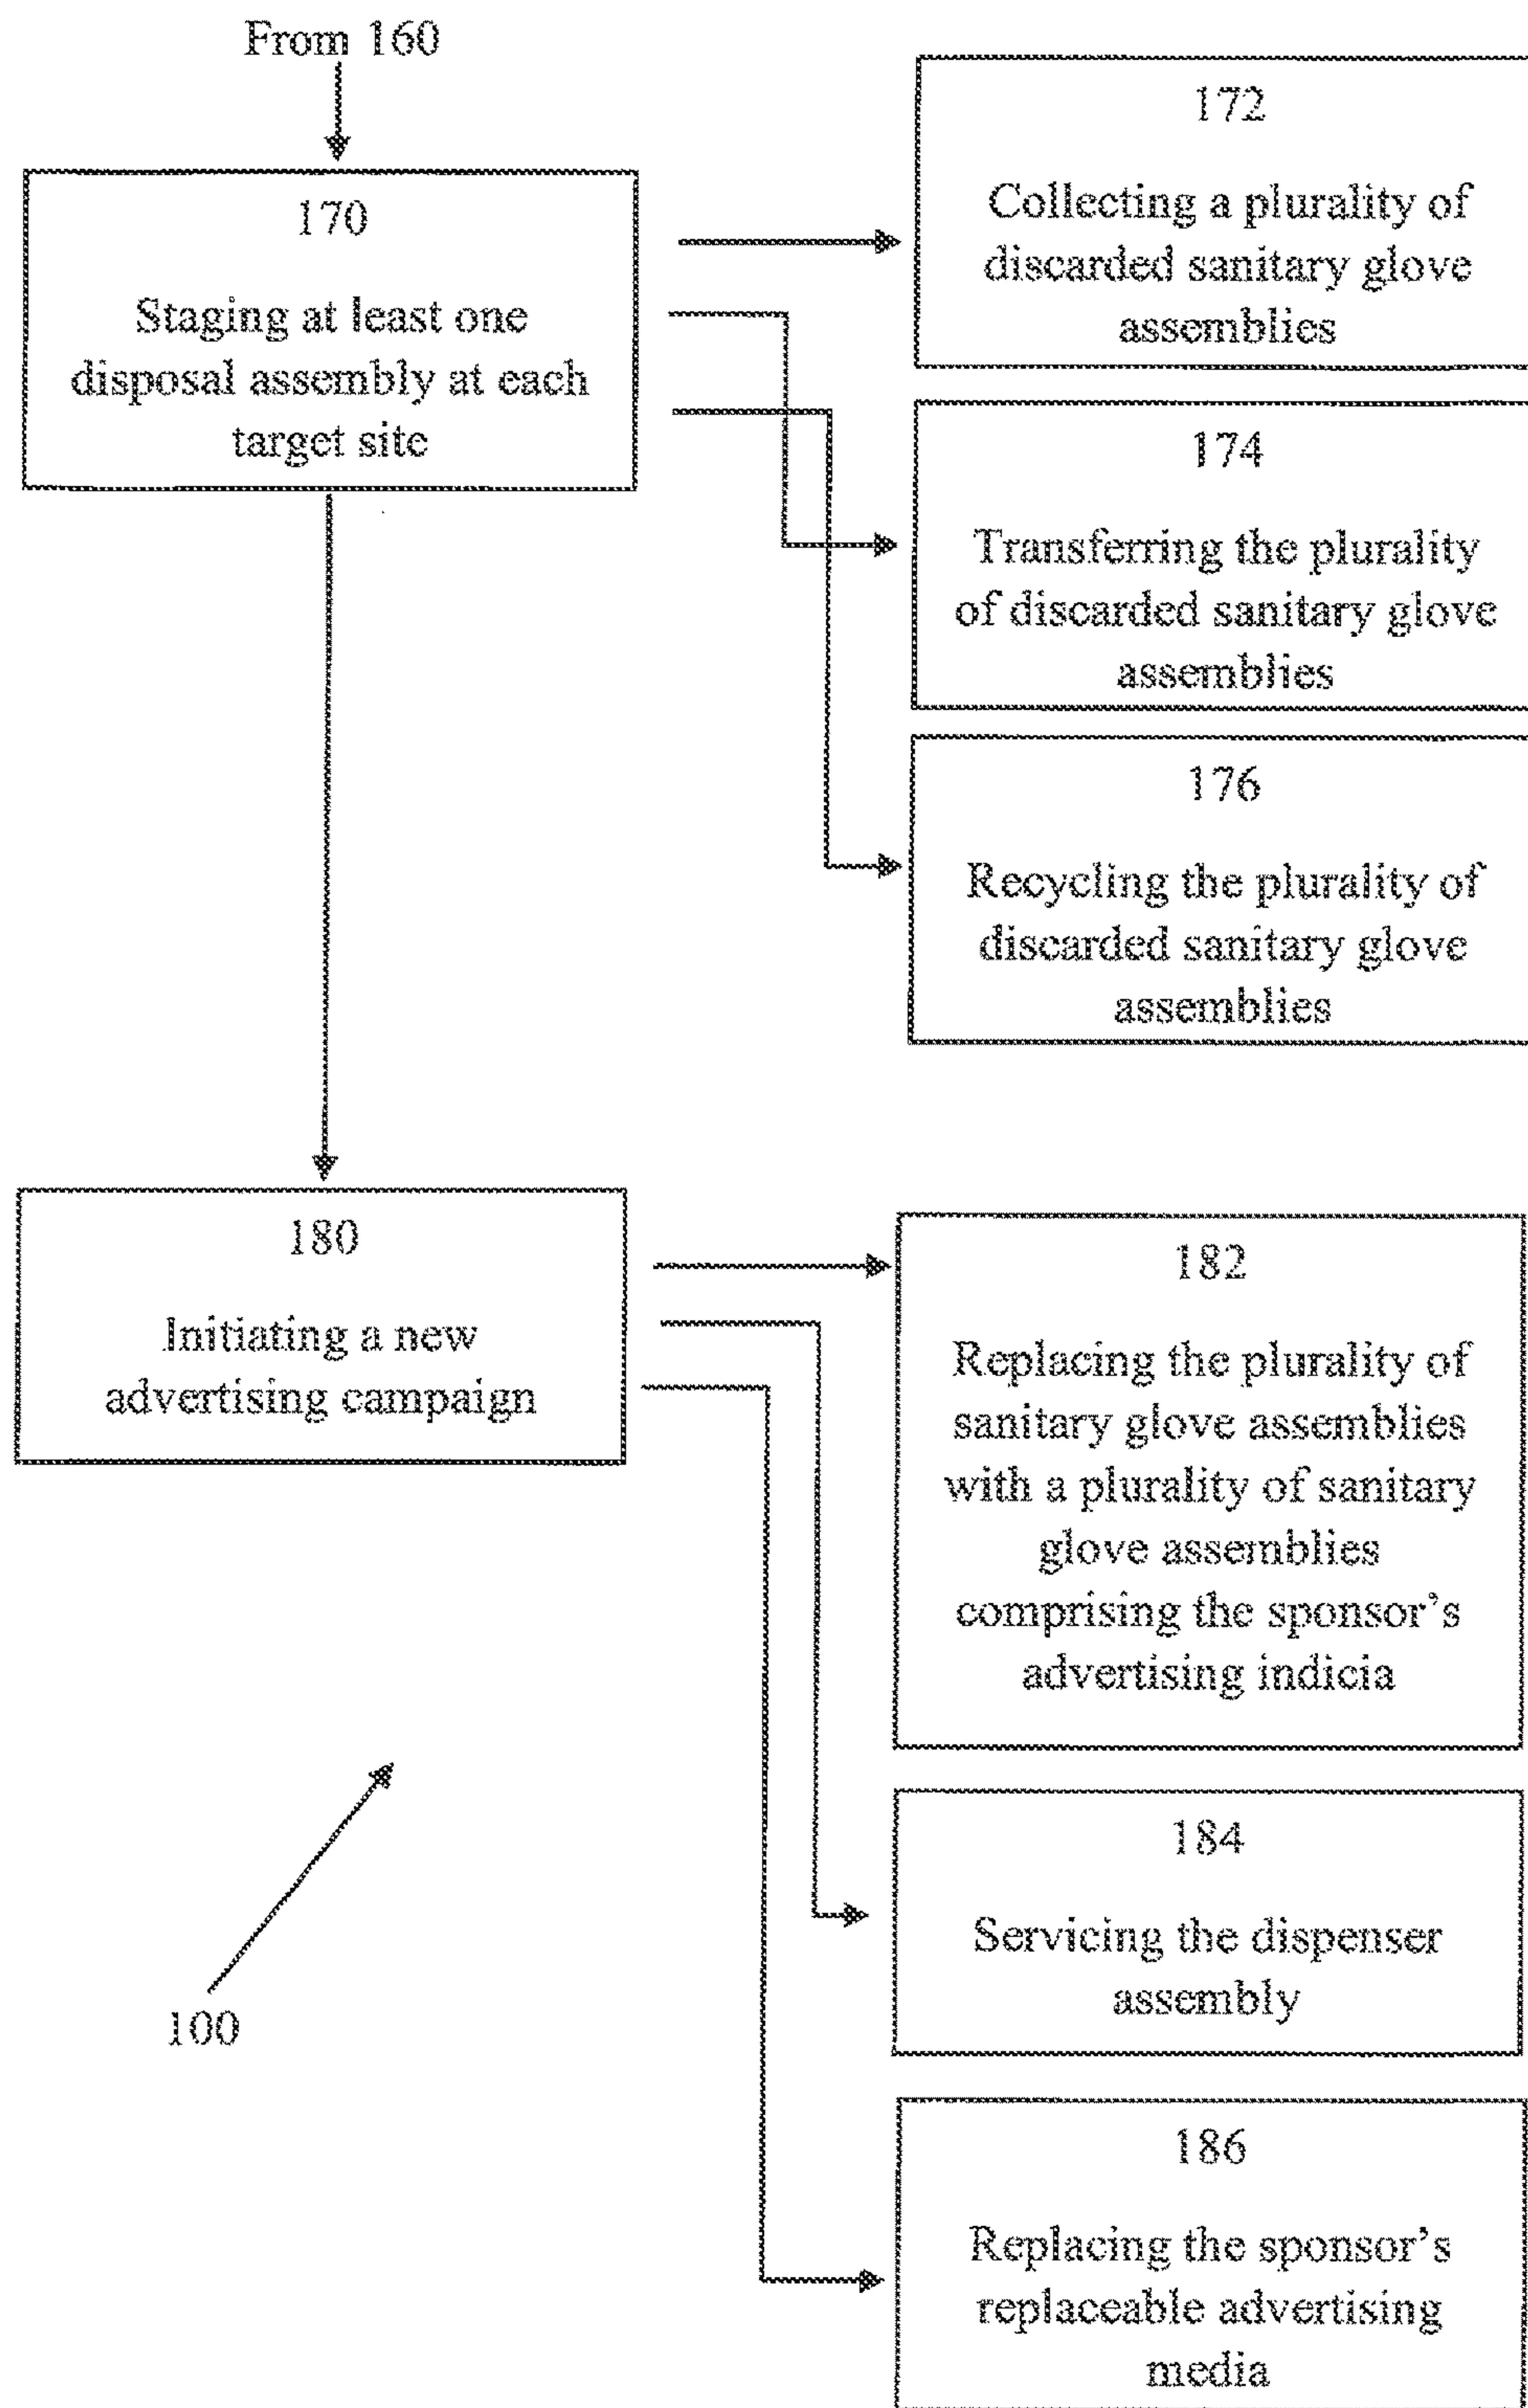 From 160
170
Staging at least one
disposal assembly at each
target site
172
Collecting a plurality of
discarded sanitary glove
assemblies
174
Transferring the plurality
of discarded sanitary glove
assemblies
176
Recycling the plurality of
discarded sanitary glove
assemblies
180
Initiating a new
advertising campaign
182
Replacing the plurality of
sanitary glove assemblies
with a plurality of sanitary
glove assemblies
comprising the sponsor's
advertising indicia
184
Servicing the dispenser
assembly
186
Replacing the sponsor's
replaceable advertising
media
100